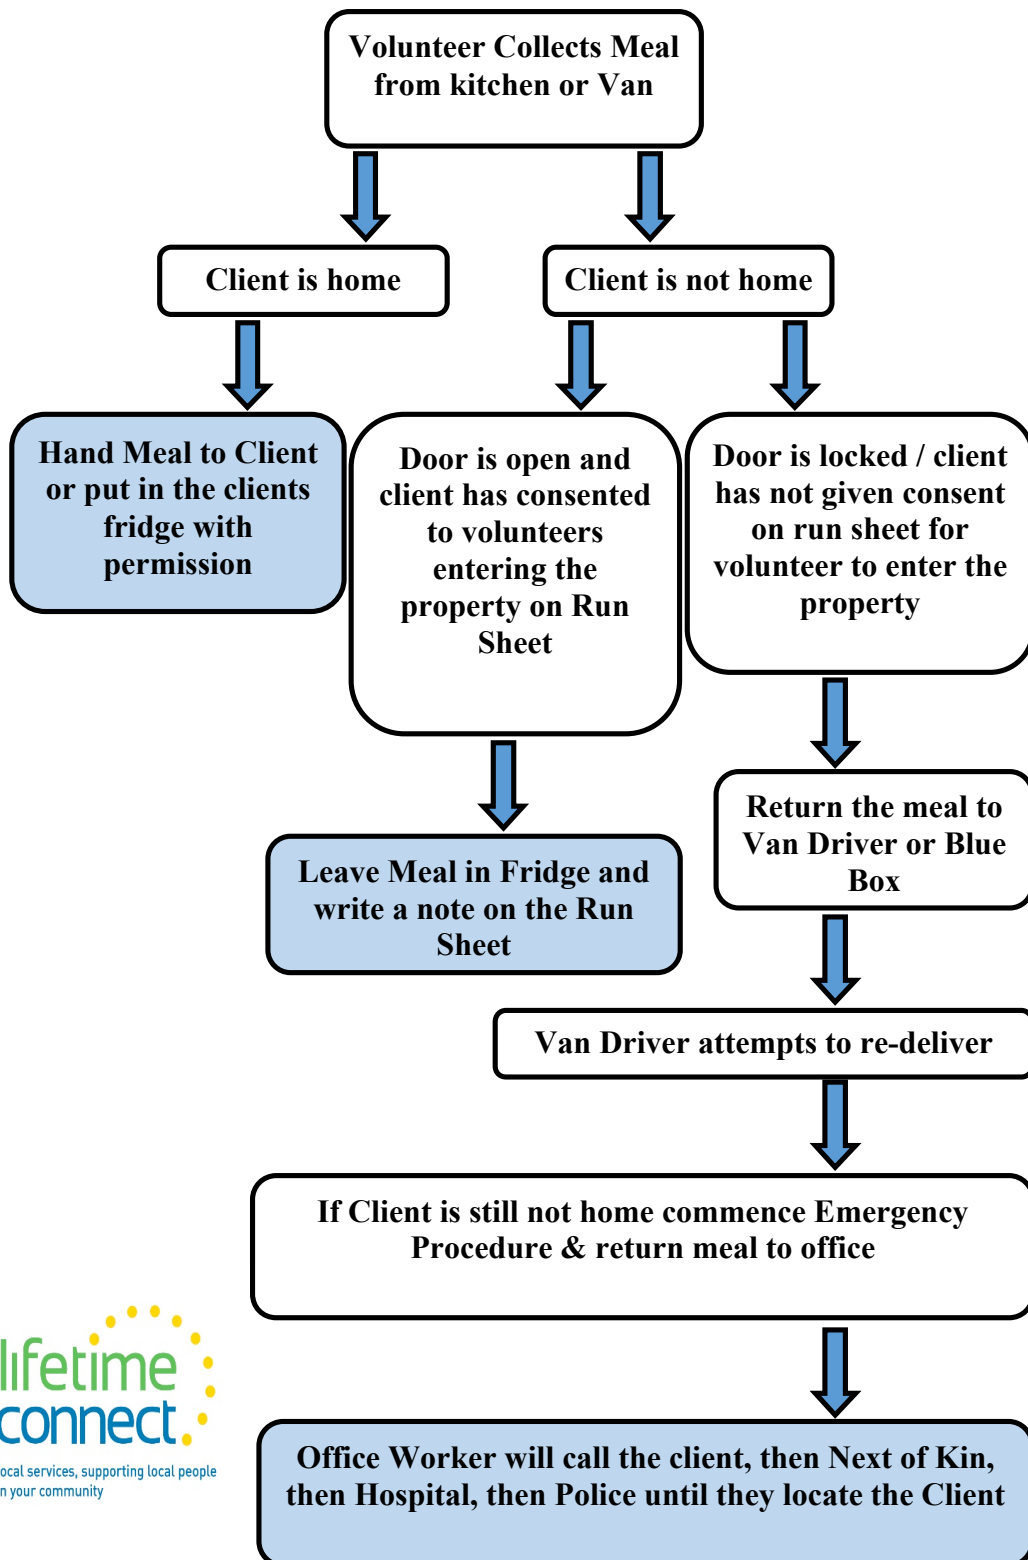 Volunteer Collects Meal
from kitchen or Van
Client is home
Client is not home
Hand Meal to Client
or put in the clients
fridge with
permission
Door is open and
client has consented
to volunteers
entering the
property on Run
Sheet
Door is locked / client
has not given consent
on run sheet for
volunteer to enter the
property
Leave Meal in Fridge and
write a note on the Run
Sheet
Return the meal to
Van Driver or Blue
Box
Van Driver attempts to re-deliver
If Client is still not home commence Emergency
Procedure & return meal to office
Office Worker will call the client, then Next of Kin,
then Hospital, then Police until they locate the Client
lifetime
connect
ocal services, supporting local people
n your community